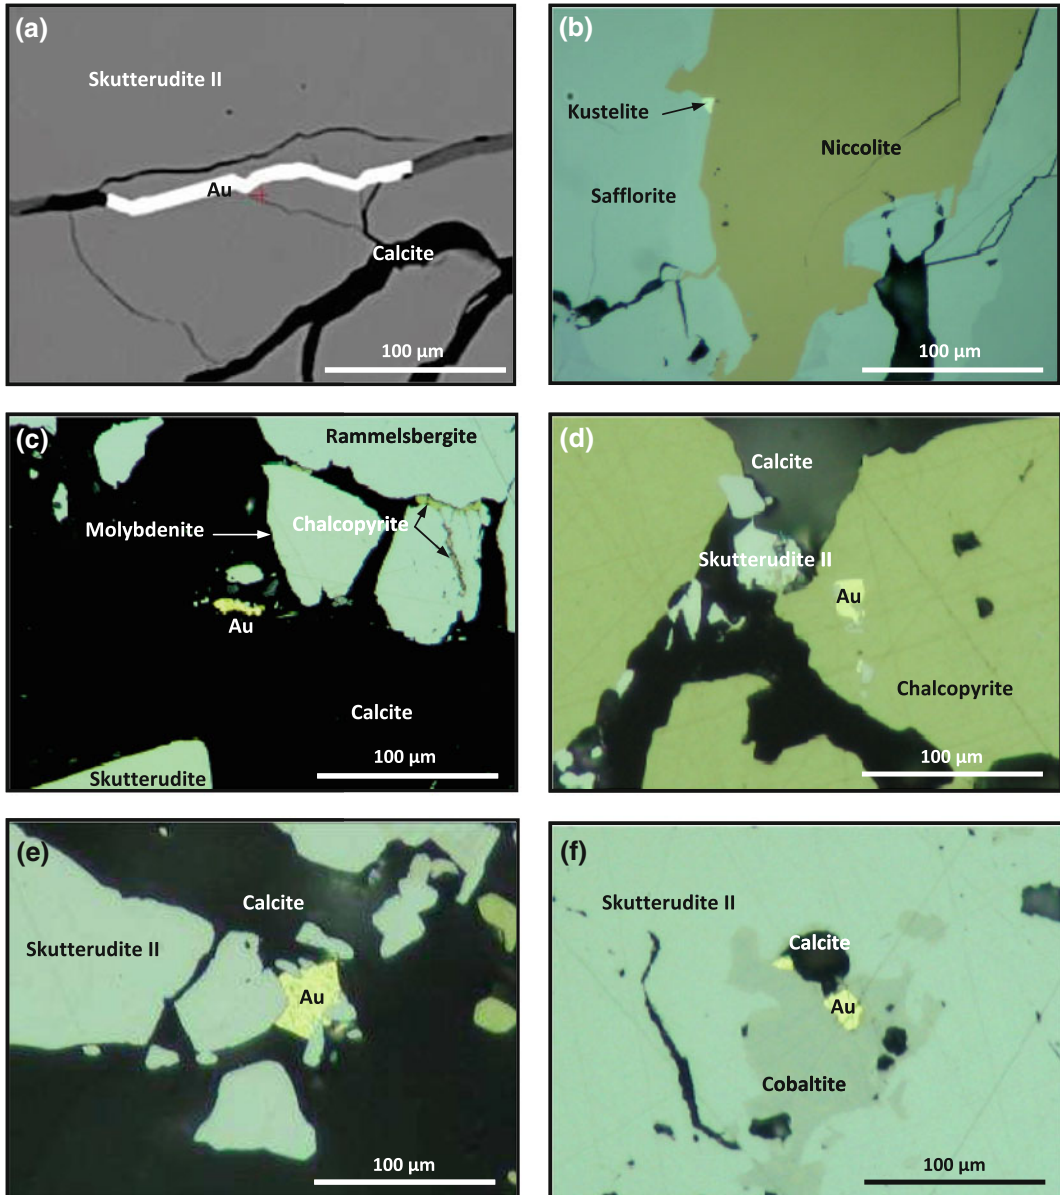 (a)
Skutterudite II
Au
Calcite
100 µm
(b)
Kustelite
Niccolite
Safflorite
100 µm
(c)
Rammelsbergite
Molybdenite
Chalcopyrite
Au
Calcite
100 µm
Skutterudite
(d)
Calcite
Skutterudite II
Au
Chalcopyrite
100 µm
(e)
Calcite
Skutterudite II
Au
100 µm
(f)
Skutterudite II
Calcite
Au
Cobaltite
100 µm